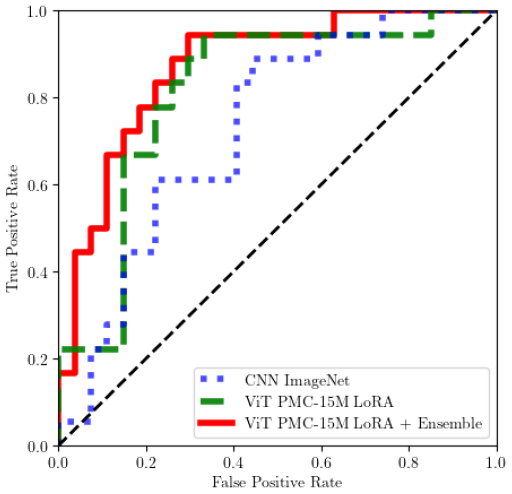 1.0
0.8
0.6
0.4
0.2
0.0
True Positive Rate
CNN ImageNet
ViT PMC-15M LoRA
ViT PMC-15M LoRA + Ensemble
0.0 0.2 0.4 0.6 0.8 1.0
False Positive Rate